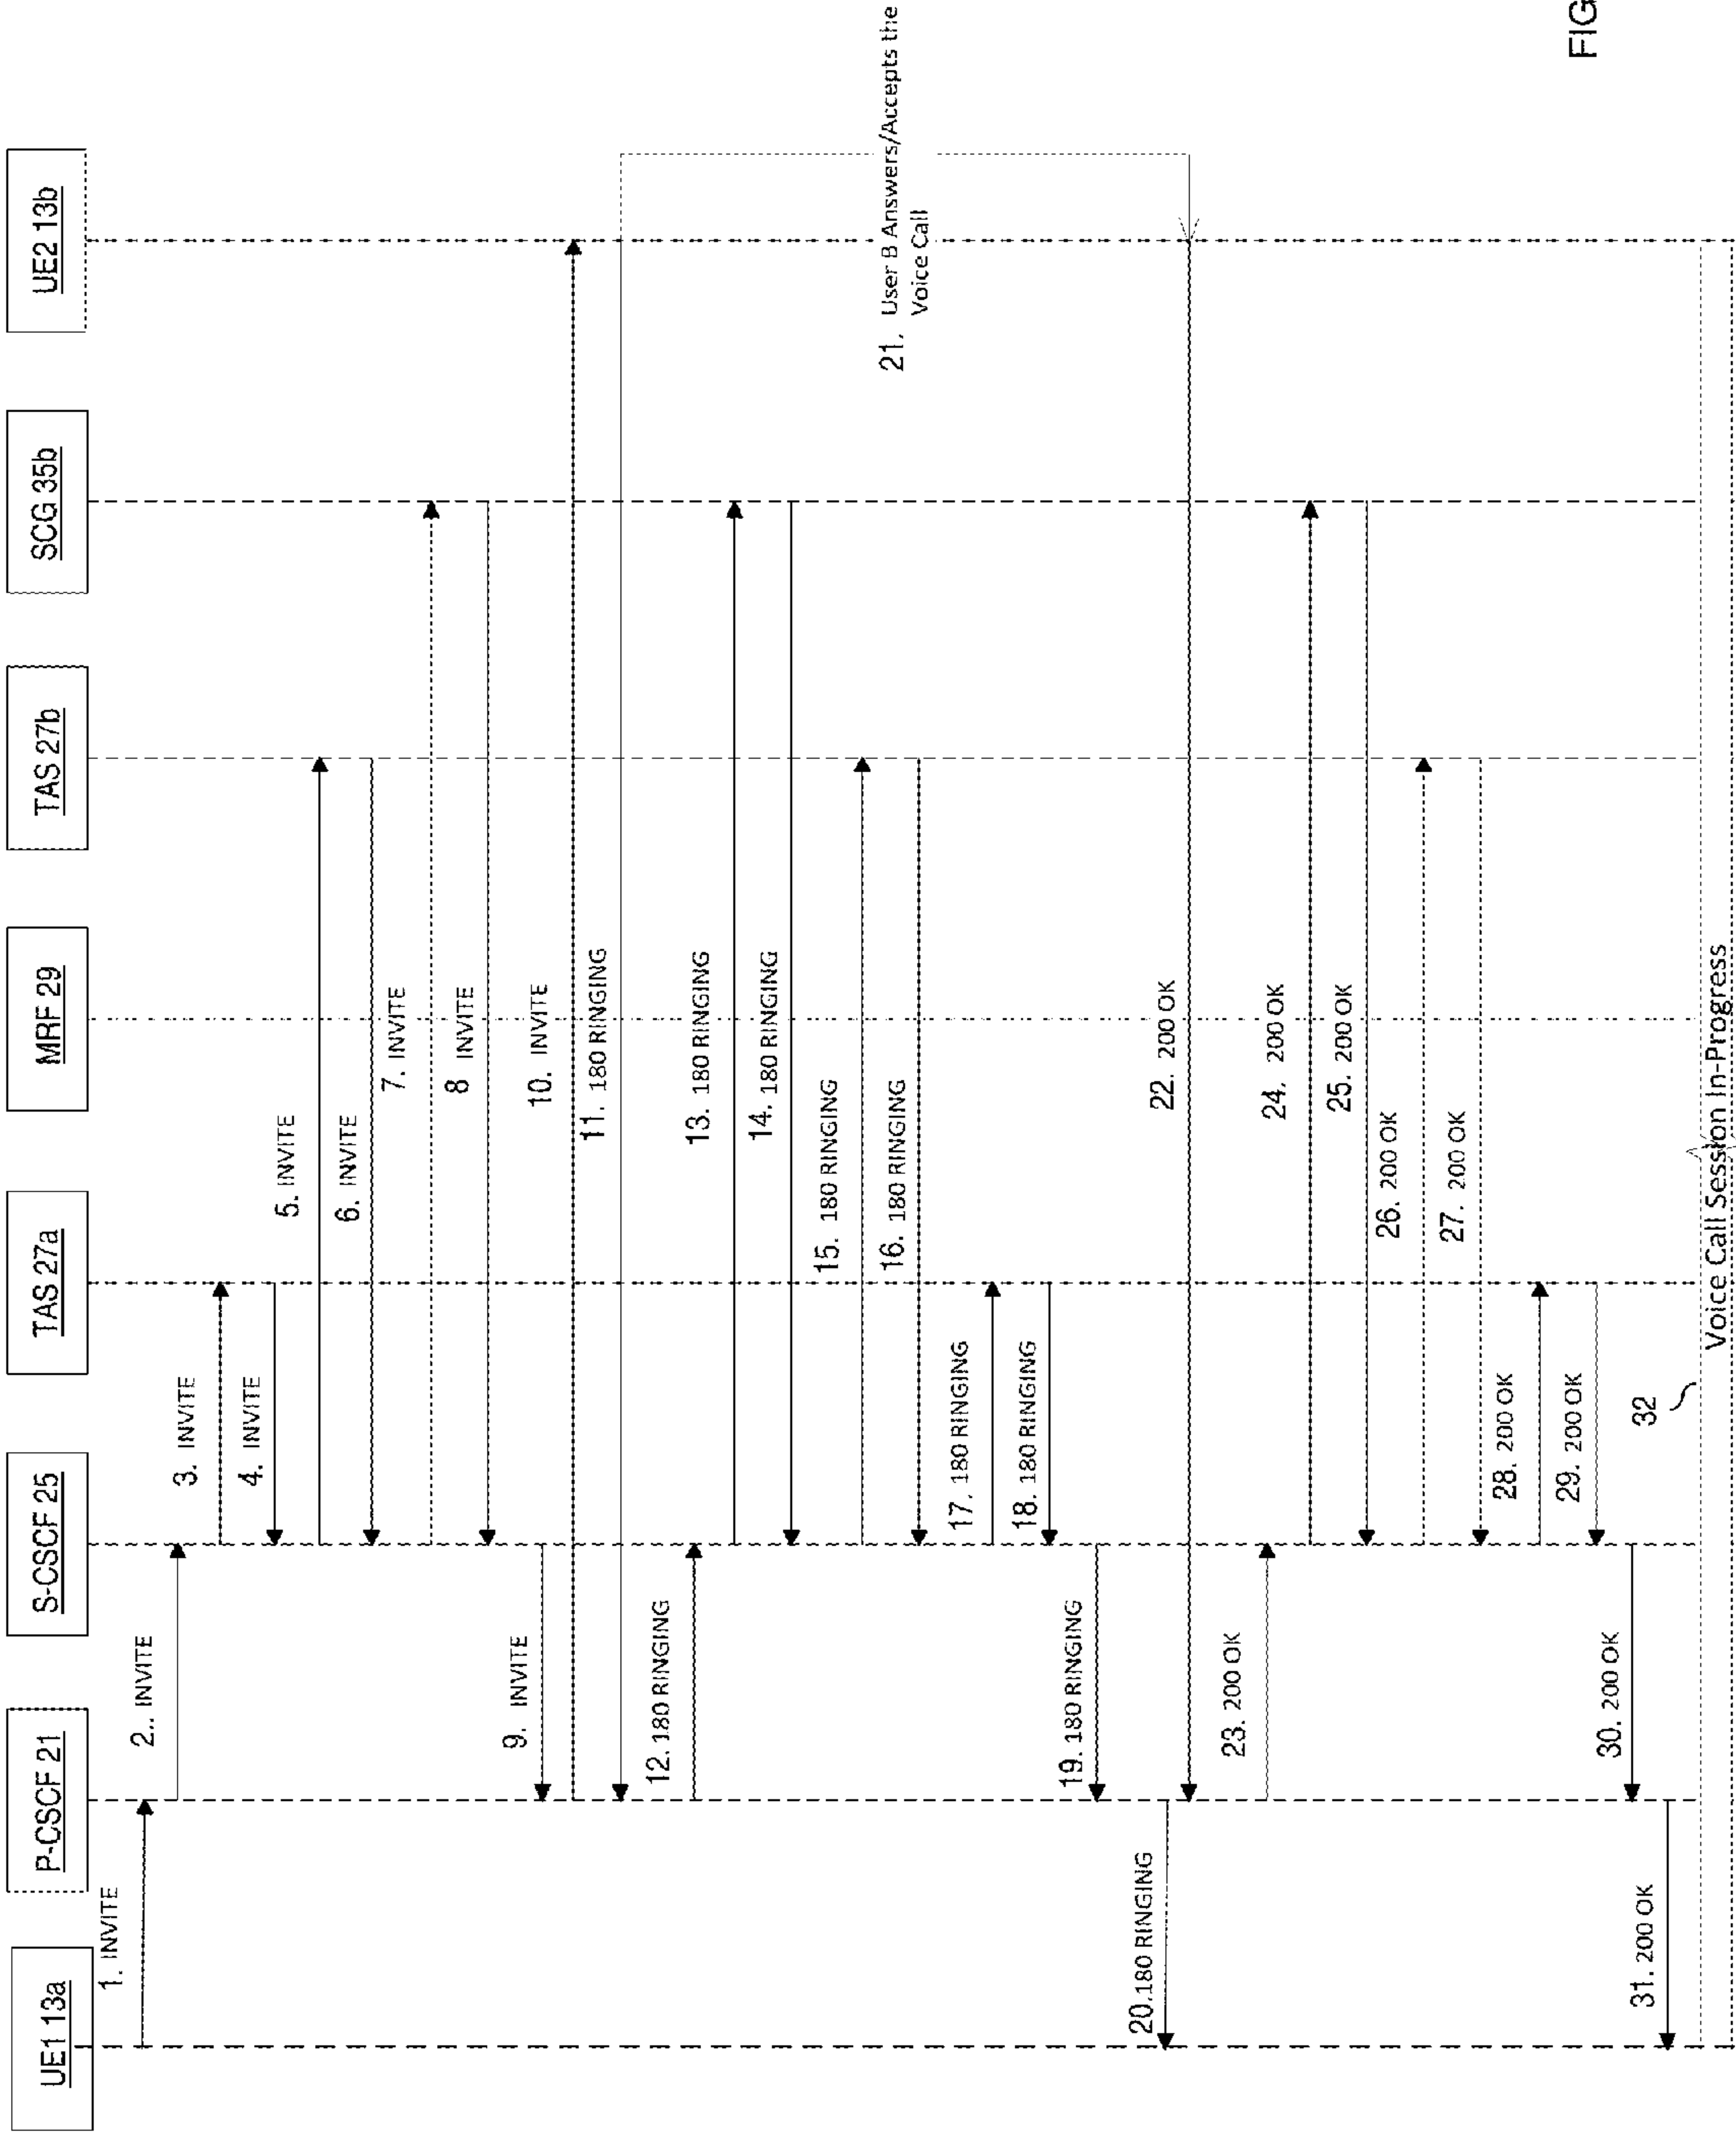 UE1 13a
P-CSCF 21
S-CSCF 25
TAS 27a
MRF 29
TAS 27b
SCG 35b
UE2 13b
1. INVITE
2.. INVITE
3. INVITE
4. INVITE
5. INVITE
6. INVITE
7. INVITE
8 INVITE
9. INVITE
10. INVITE
11. 180 RINGING
12. 180 RINGING
13. 180 RINGING
14. 180 RINGING
15. 180 RINGING
16. 180 RINGING
17. 180 RINGING
18. 180 RINGING
19. 180 RINGING
20.180 RINGING
21. User B Answers/Accepts the
Voice Call
22. 200 OK
23. 200 OK
24. 200 OK
25. 200 OK
26. 200 OK
27. 200 OK
28. 200 OK
29. 200 OK
30. 200 OK
31. 200 OK
32
Voice Call Session In-Progress
FIG